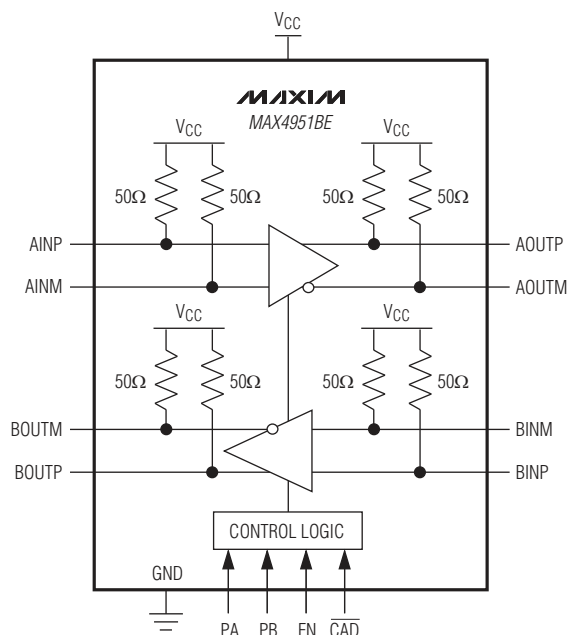 VCC
MAXIM
MAX4951BE
VCC VCC
50Ω 50Ω 50Ω 50Ω
AINP AOUTP
AINM AOUTM
VCC VCC
50Ω 50Ω 50Ω 50Ω
BOUTM BINM
BOUTP BINP
CONTROL LOGIC
GND
PA PB EN CAD